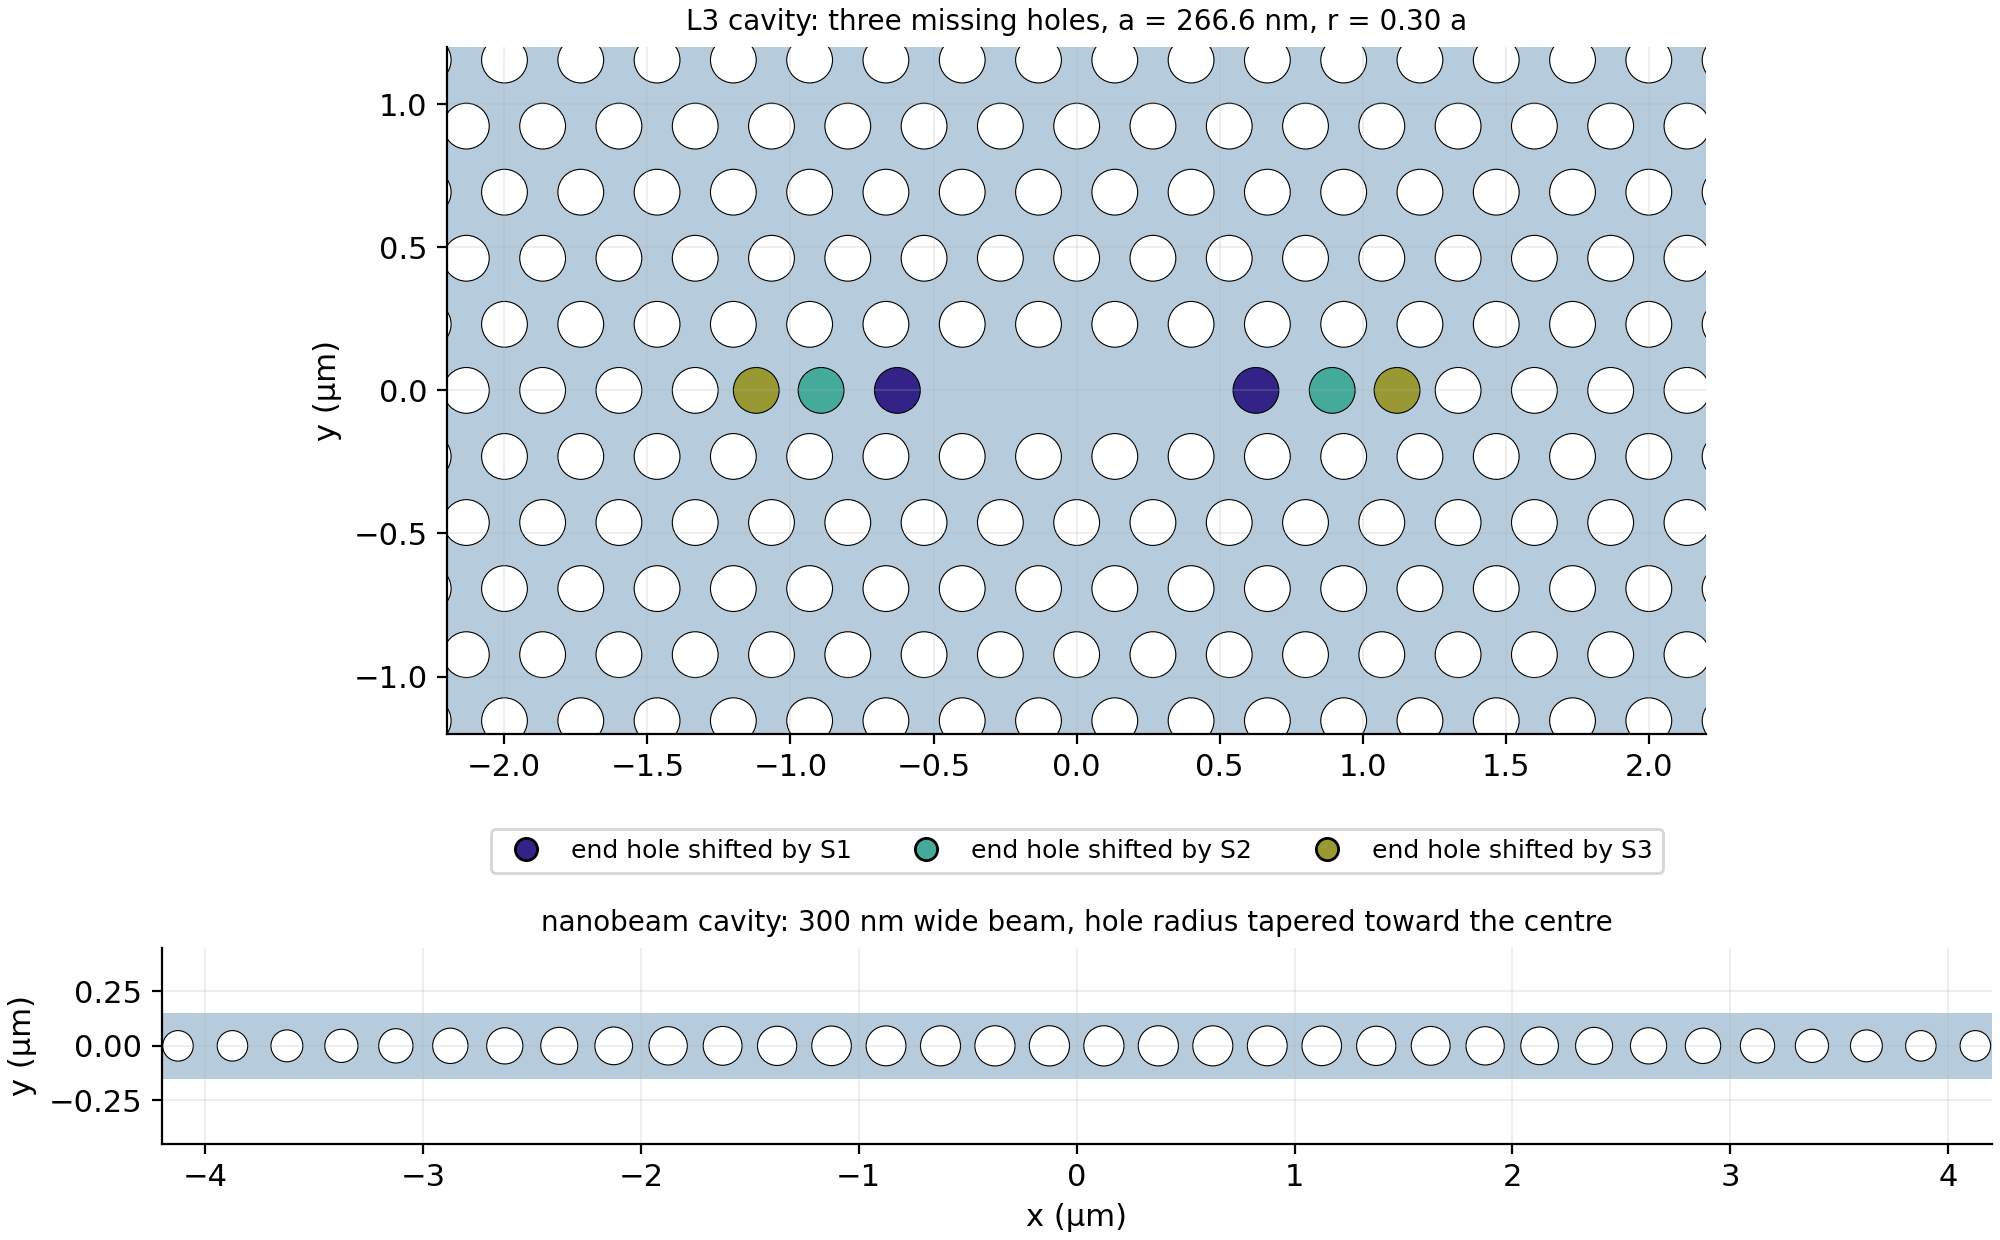 L3 cavity: three missing holes, a = 266.6 nm, r = 0.30 a
y (μm)
1.0
0.5
0.0
−0.5
−1.0
−2.0 −1.5 −1.0 −0.5 0.0 0.5 1.0 1.5 2.0
end hole shifted by S1 end hole shifted by S2 end hole shifted by S3
nanobeam cavity: 300 nm wide beam, hole radius tapered toward the centre
y (μm)
0.25
0.00
−0.25
−4 −3 −2 −1 0 1 2 3 4
x (μm)